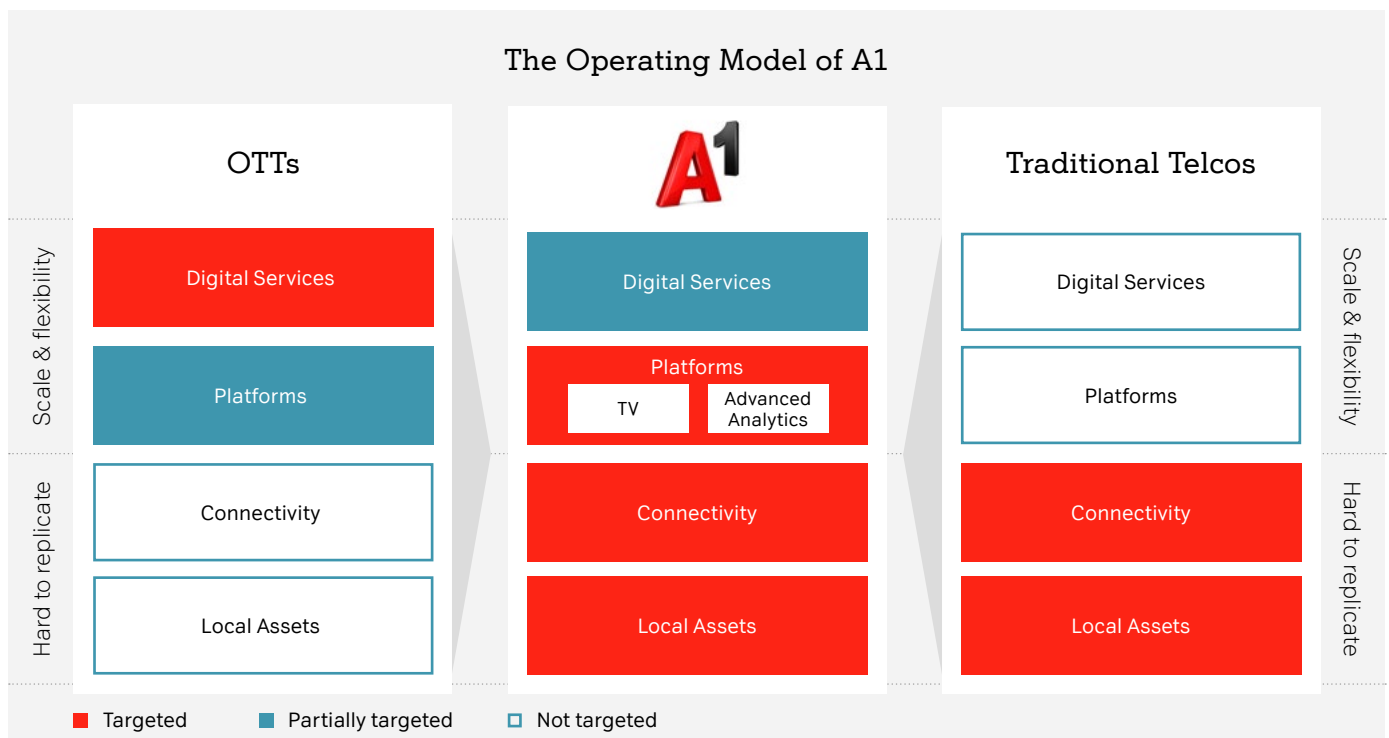 The Operating Model of A1
OTTs
A1
Traditional Telcos
Scale & flexibility
Hard to replicate
Digital Services
Platforms
Connectivity
Local Assets
Digital Services
Platforms
TV
Advanced
Analytics
Connectivity
Local Assets
Digital Services
Platforms
Connectivity
Local Assets
Scale & flexibility
Hard to replicate
Targeted
Partially targeted
Not targeted